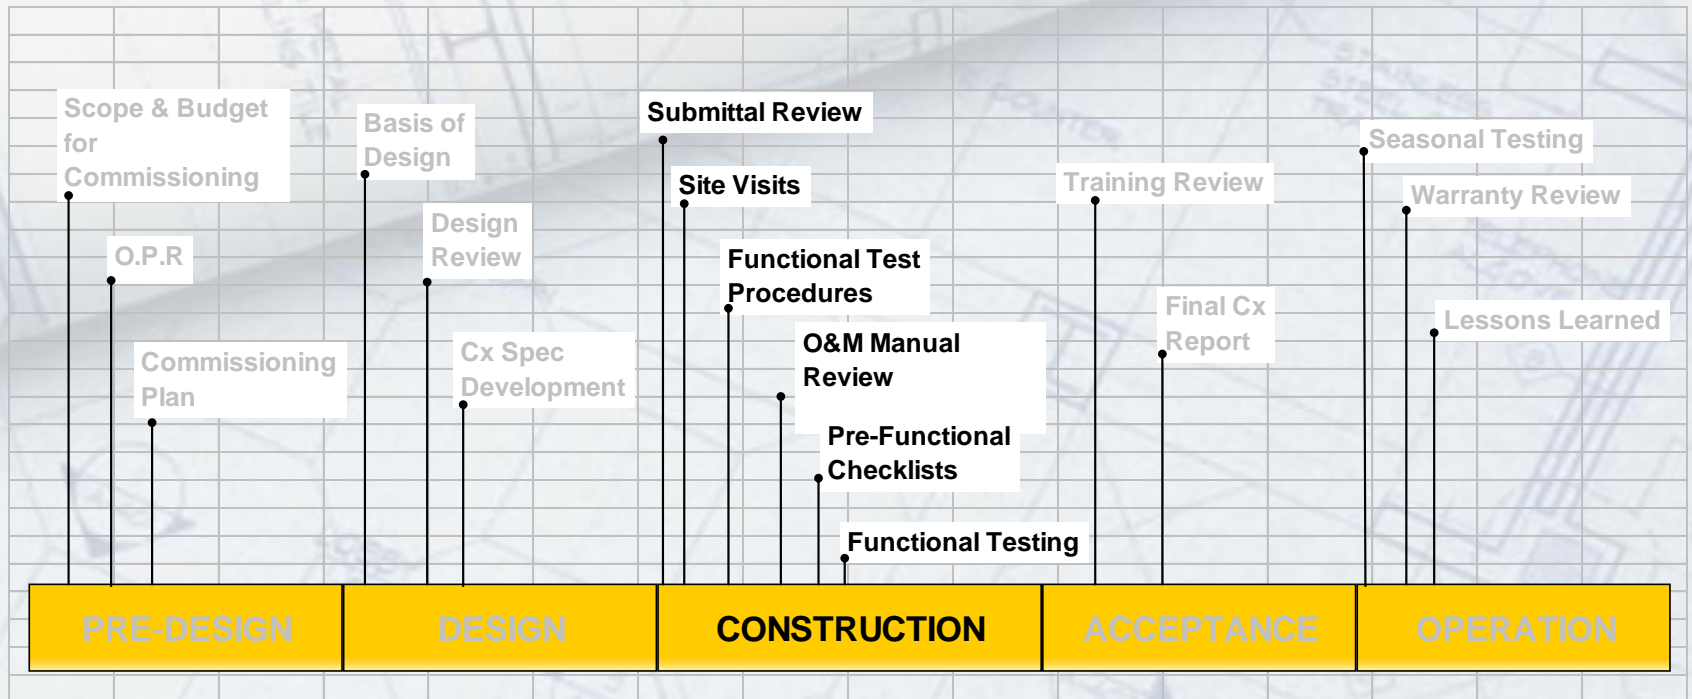 Scope & Budget
for
Commissioning
O.P.R
Commissioning
Plan
Basis of
Design
Design
Review
Cx Spec
Development
Submittal Review
Site Visits
Functional Test
Procedures
O&M Manual
Review
Pre-Functional
Checklists
Functional Testing
Training Review
Final Cx
Report
Seasonal Testing
Warranty Review
Lessons Learned
PRE-DESIGN
DESIGN
CONSTRUCTION
ACCEPTANCE
OPERATION